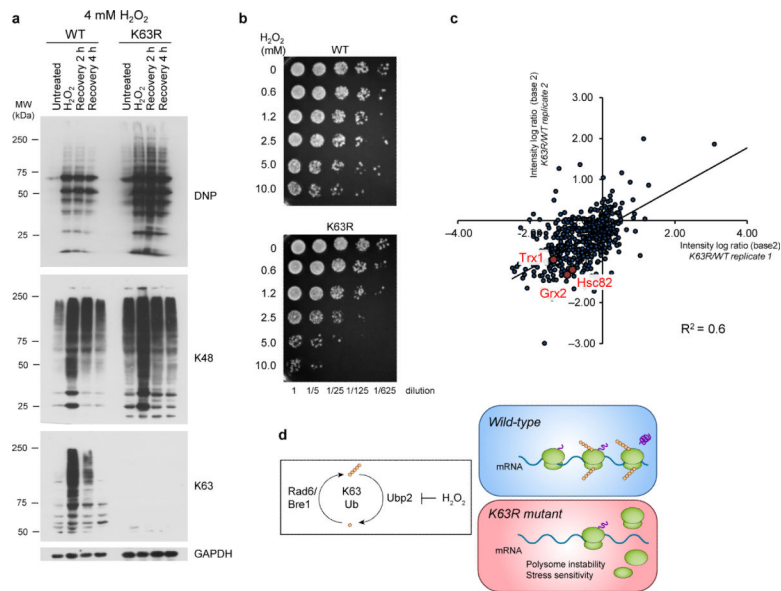 a
4 mM H2O2
WT K63R
Untreated
H2O2
Recovery 2 h
Recovery 4 h
Untreated
H2O2
Recovery 2 h
Recovery 4 h
MW
(kDa)
250
75
50
25
DNP
250
75
50
25
K48
250
75
50
K63
GAPDH
b
H2O2
(mM)
WT
0
0.6
1.2
2.5
5.0
10.0
K63R
0
0.6
1.2
2.5
5.0
10.0
1 1/5 1/25 1/125 1/625 dilution
c
Intensity log ratio (base 2)
K63R/WT replicate 2
3.00
2.00
1.00
−4.00 -2.00 0.00 2.00 4.00
Intensity log ratio (base2)
K63R/WT replicate 1
−1.00
−2.00
−3.00
Trx1
Hsc82
Grx2
R2 = 0.6
d
Rad6/
Bre1
K63
Ub
Ubp2
H2O2
Wild-type
mRNA
K63R mutant
mRNA
Polysome instability
Stress sensitivity